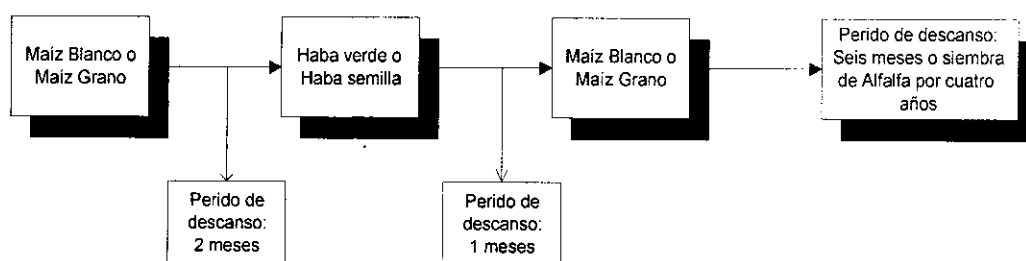 Maíz Blanco o
Maíz Grano
Haba verde o
Haba semilla
Maíz Blanco o
Maíz Grano
Perido de descanso:
Seis meses o siembra
de Alfalfa por cuatro
años
Perido de
descanso:
2 meses
Perido de
descanso:
1 meses